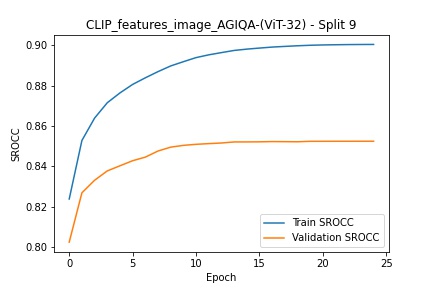 CLIP_features_image_AGIQA-(ViT-32) - Split 9
SROCC
0.90
0.88
0.86
0.84
0.82
0.80
Train SROCC
Validation SROCC
0 5 10 15 20 25
Epoch